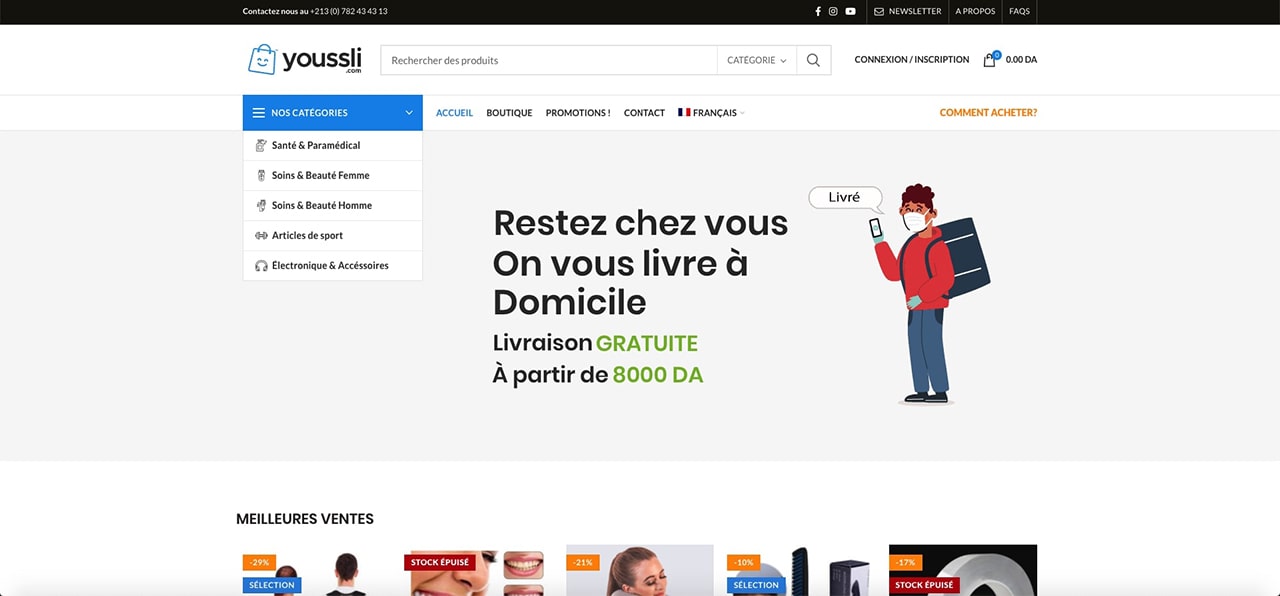 Contactez nous au +213 (0) 782 43 43 13
NEWSLETTER
A PROPOS
FAQS
youssli
.com
Rechercher des produits
CATÉGORIE
CONNEXION / INSCRIPTION
0
0.00 DA
NOS CATÉGORIES
ACCUEIL
BOUTIQUE
PROMOTIONS !
CONTACT
FRANÇAIS
COMMENT ACHETER?
Santé & Paramédical
Soins & Beauté Femme
Soins & Beauté Homme
Articles de sport
Électronique & Accéssoires
Livré
Restez chez vous
On vous livre à
Domicile
Livraison GRATUITE
À partir de 8000 DA
MEILLEURES VENTES
-29%
SÉLECTION
STOCK ÉPUISÉ
-21%
-10%
SÉLECTION
-17%
STOCK ÉPUISÉ